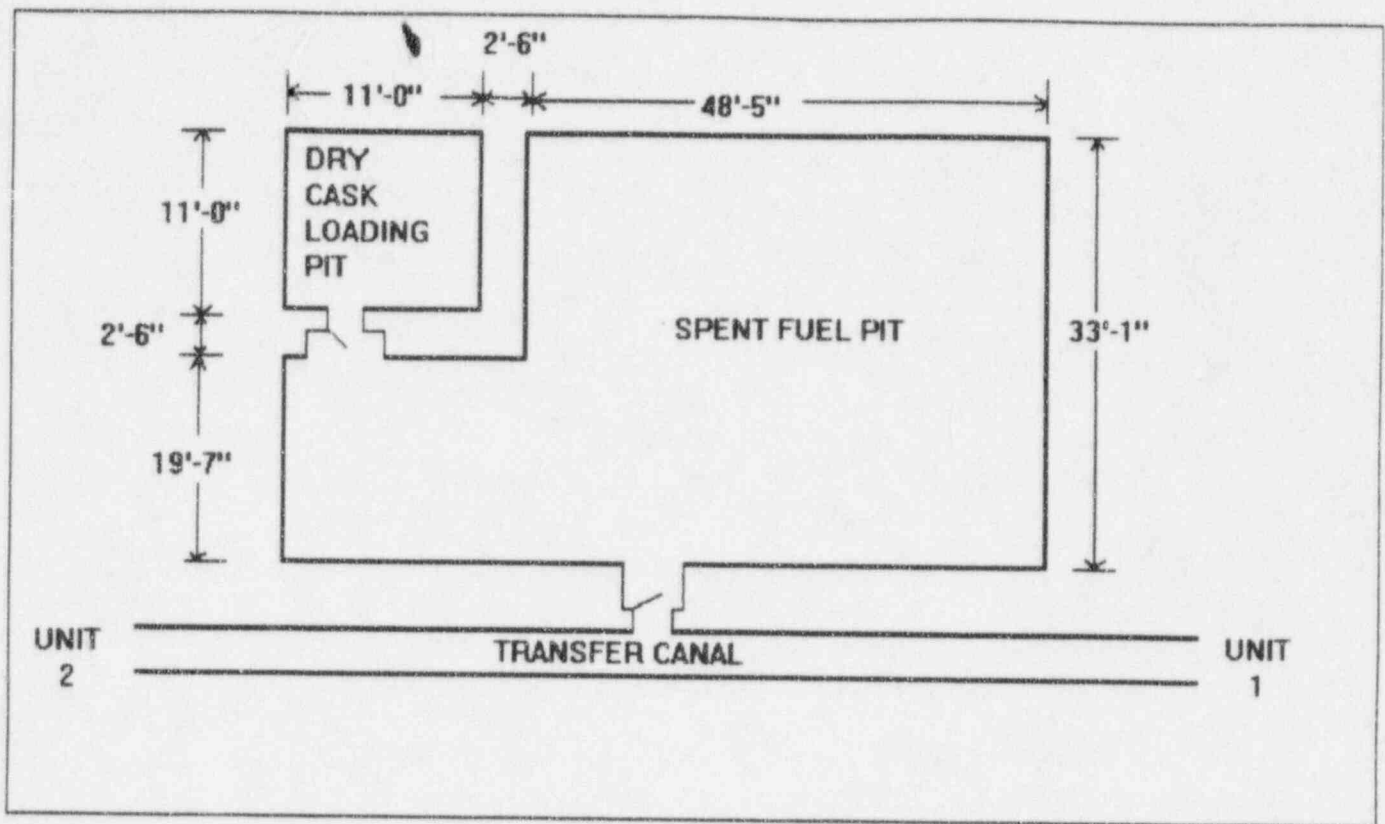 2'-6"
11'-0"
48'-5"
DRY
CASK
LOADING
PIT
11'-0"
2'-6"
SPENT FUEL PIT
33'-1"
19'-7"
UNIT
2
TRANSFER CANAL
UNIT
1